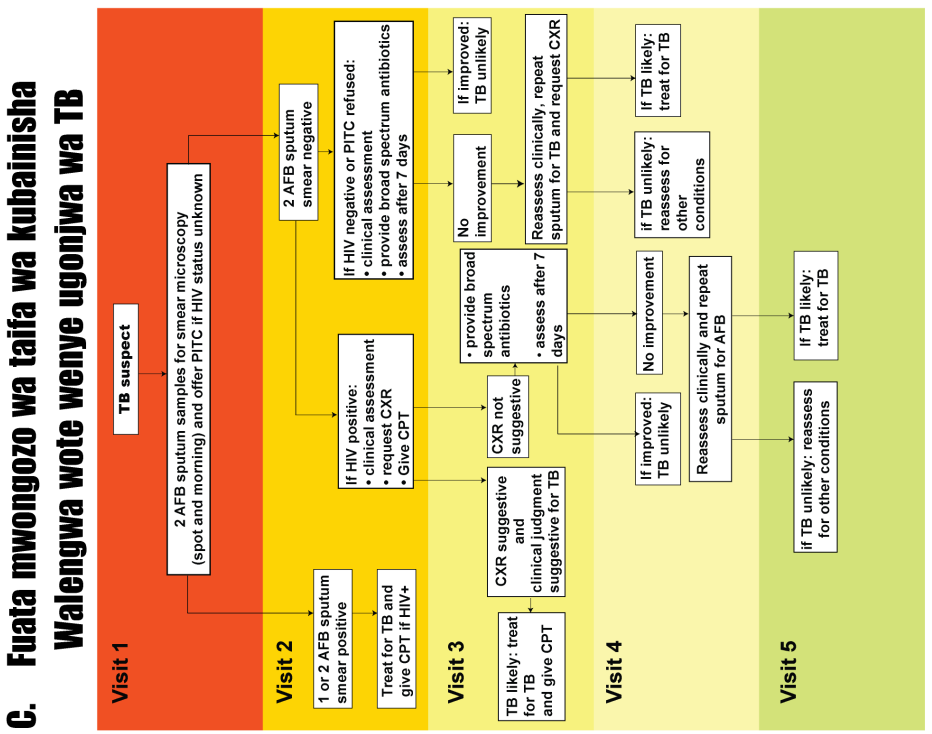 C. Fuata mwongozo wa taifa wa kubainisha
Walengwa wote wenye ugonjwa wa TB
Visit 1
TB suspect
2 AFB sputum samples for smear microscopy
(spot and morning) and offer PITC if HIV status unknown
Visit 2
1 or 2 AFB sputum
smear positive
Treat for TB and
give CPT if HIV+
2 AFB sputum
smear negative
If HIV positive:
• clinical assessment
• request CXR
• Give CPT
If HIV negative or PITC refused:
• clinical assessment
• provide broad spectrum antibiotics
• assess after 7 days
Visit 3
TB likely: treat
for TB
and give CPT
CXR suggestive
and
clinical judgment
suggestive for TB
CXR not
suggestive
• provide broad
spectrum
antibiotics
• assess after 7
days
No
improvement
If improved:
TB unlikely
Reassess clinically, repeat
sputum for TB and request CXR
Visit 4
If improved:
TB unlikely
No improvement
Reassess clinically and repeat
sputum for AFB
if TB unlikely:
reassess for
other
conditions
If TB likely:
treat for TB
Visit 5
if TB unlikely: reassess
for other conditions
If TB likely:
treat for TB